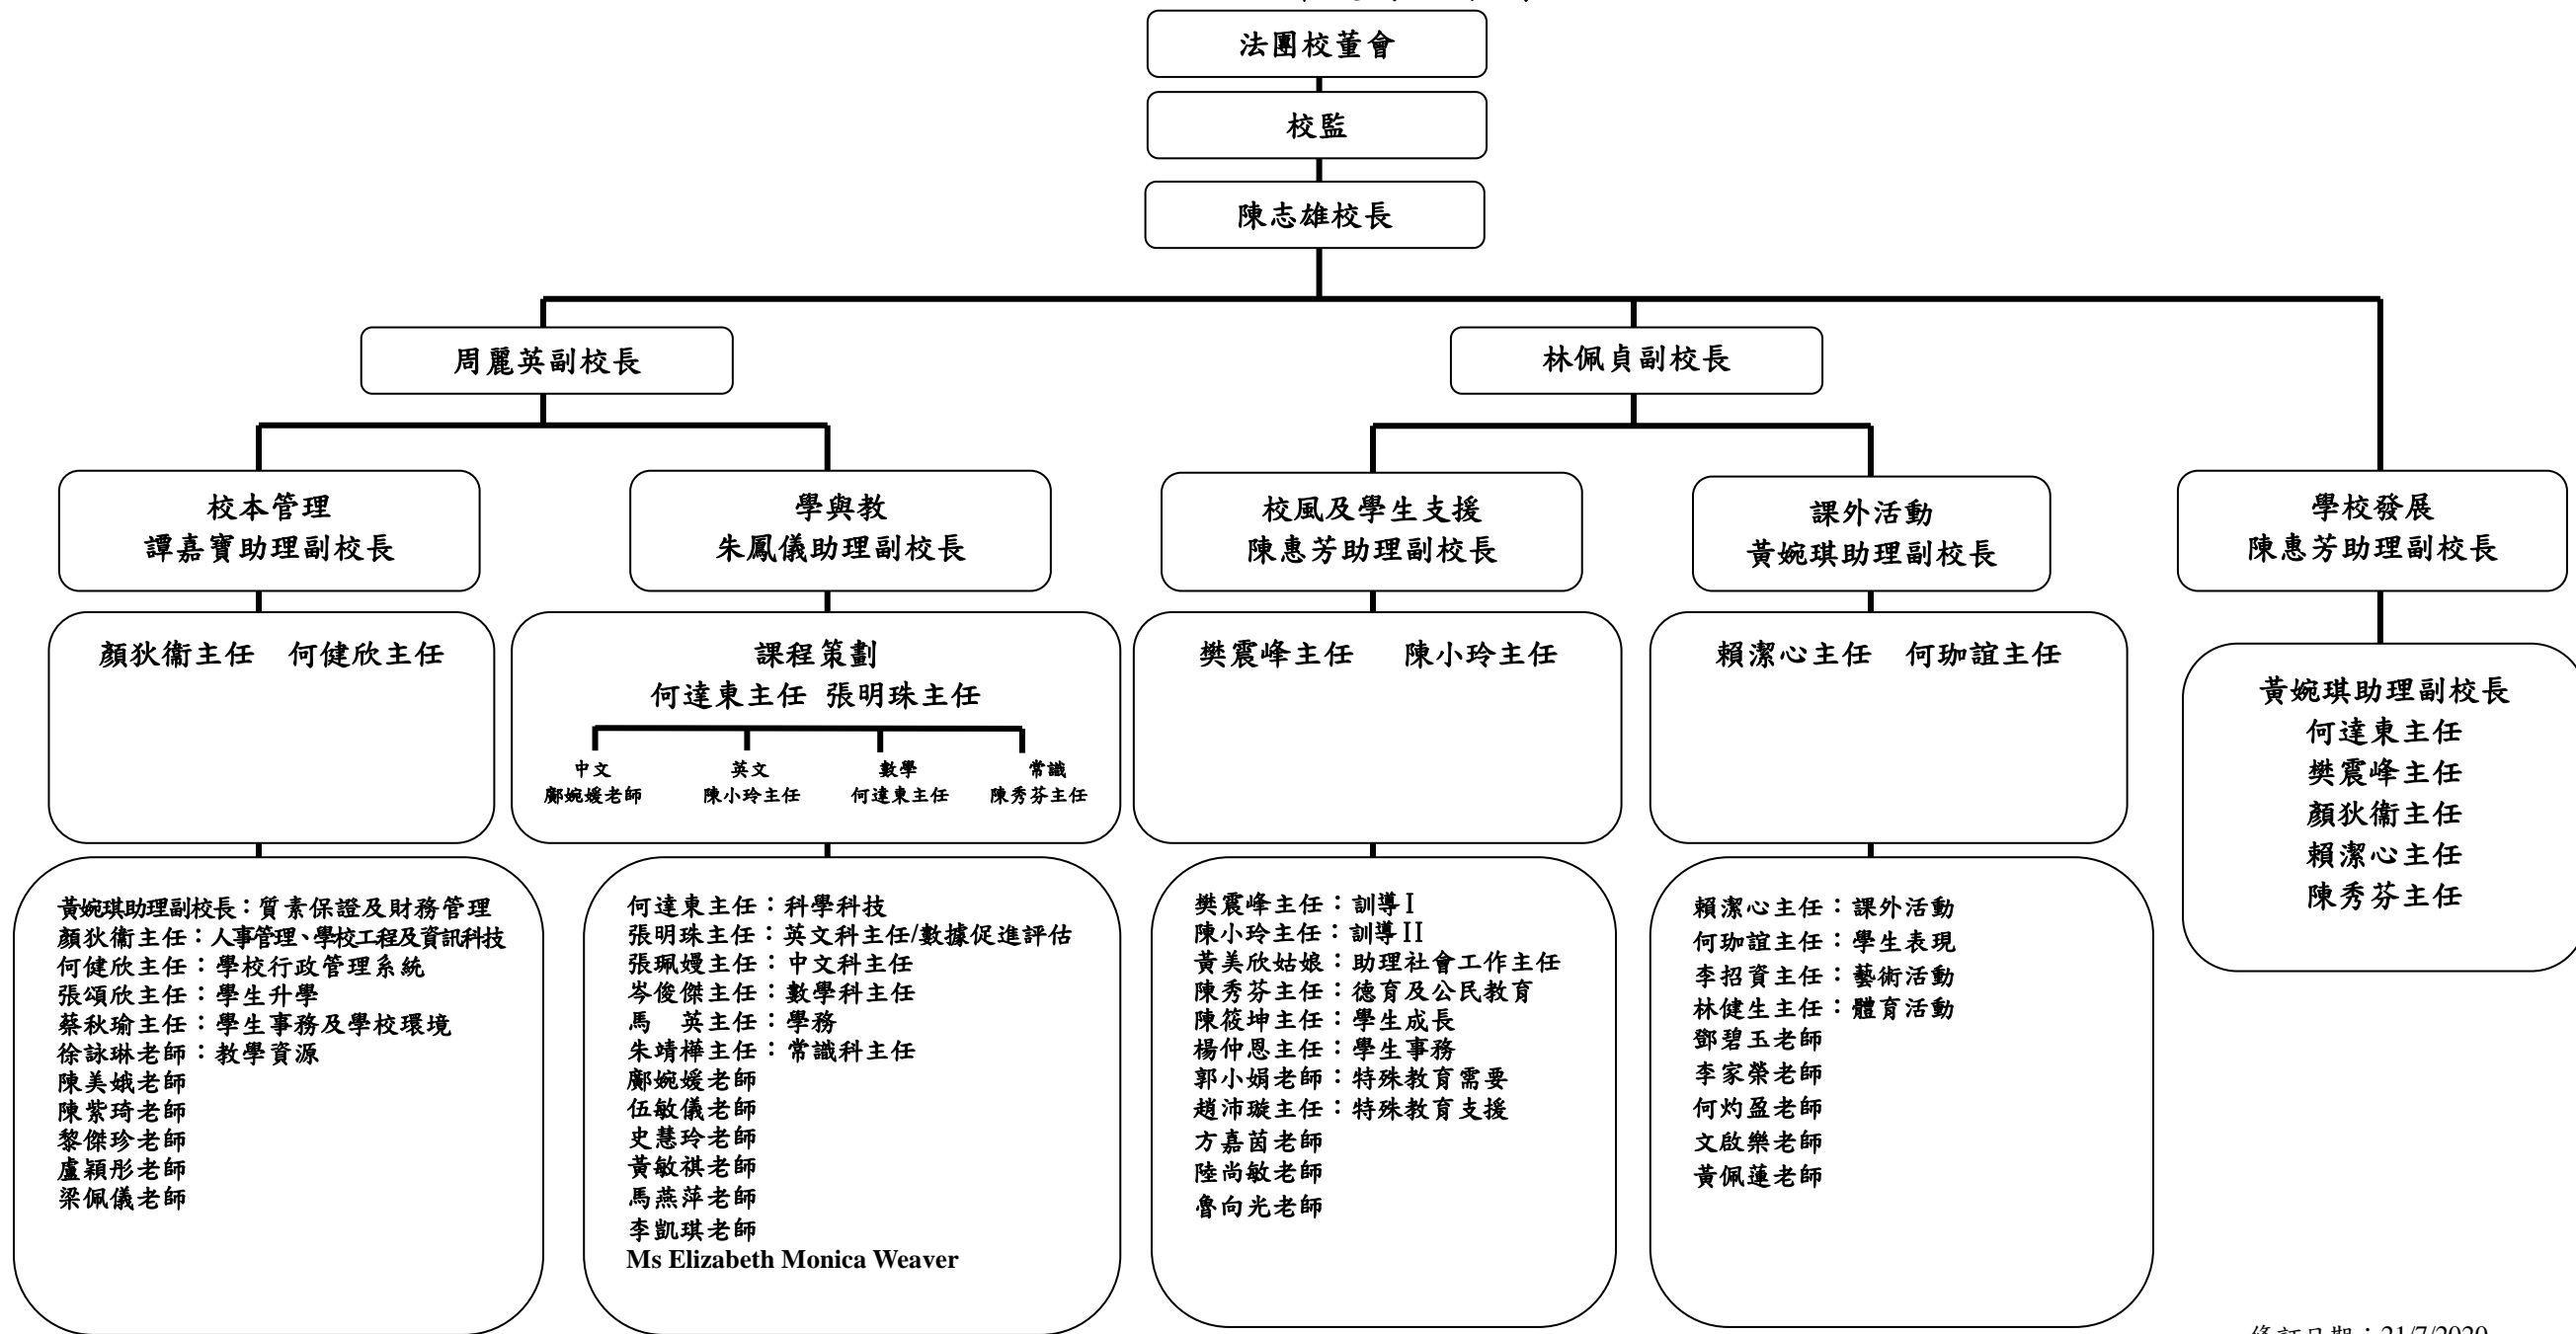 法團校董會
校監
陳志雄校長
周麗英副校長
林佩貞副校長
校本管理
譚嘉寶助理副校長
學與教
朱鳳儀助理副校長
校風及學生支援
陳惠芳助理副校長
課外活動
黃婉琪助理副校長
學校發展
陳惠芳助理副校長
顏狄衞主任 何健欣主任
課程策劃
何達東主任 張明珠主任
中文
鄺婉媛老師
英文
陳小玲主任
數學
何達東主任
常識
陳秀芬主任
樊震峰主任 陳小玲主任
賴潔心主任 何珈誼主任
黃婉琪助理副校長
何達東主任
樊震峰主任
顏狄衞主任
賴潔心主任
陳秀芬主任
黃婉琪助理副校長：質素保證及財務管理
顏狄衞主任：人事管理、學校工程及資訊科技
何健欣主任：學校行政管理系統
張頌欣主任：學生升學
蔡秋瑜主任：學生事務及學校環境
徐詠琳老師：教學資源
陳美娥老師
陳紫琦老師
黎傑珍老師
盧穎彤老師
梁佩儀老師
何達東主任：科學科技
張明珠主任：英文科主任/數據促進評估
張珮嫚主任：中文科主任
岑俊傑主任：數學科主任
馬　英主任：學務
朱靖樺主任：常識科主任
鄺婉媛老師
伍敏儀老師
史慧玲老師
黃敏祺老師
馬燕萍老師
李凱琪老師
Ms Elizabeth Monica Weaver
樊震峰主任：訓導I
陳小玲主任：訓導II
黃美欣姑娘：助理社會工作主任
陳秀芬主任：德育及公民教育
陳筱坤主任：學生成長
楊仲恩主任：學生事務
郭小娟老師：特殊教育需要
趙沛璇主任：特殊教育支援
方嘉茵老師
陸尚敏老師
魯向光老師
賴潔心主任：課外活動
何珈誼主任：學生表現
李招資主任：藝術活動
林健生主任：體育活動
鄧碧玉老師
李家榮老師
何灼盈老師
文啟樂老師
黃佩蓮老師
修訂日期：21/7/2020